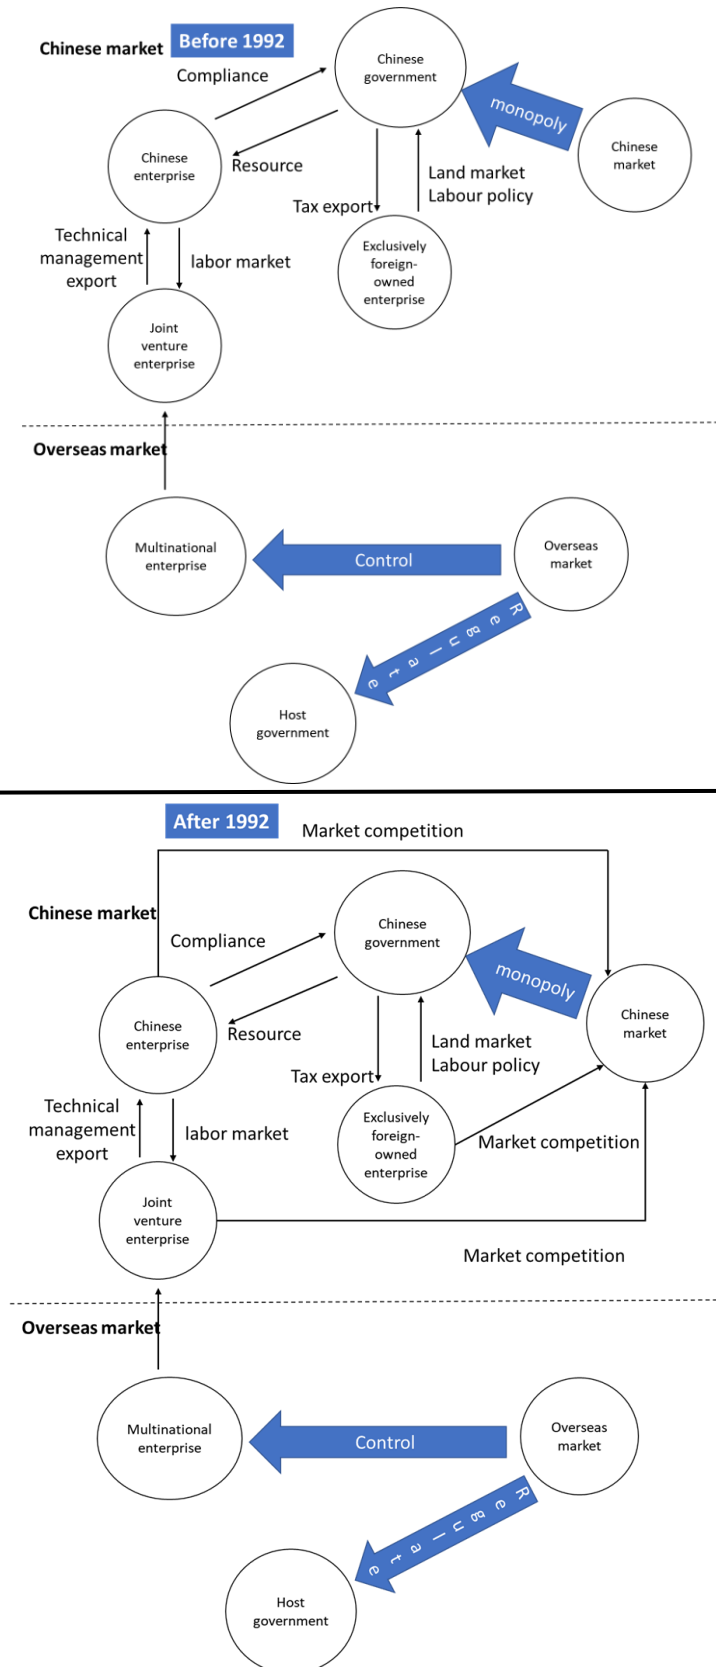 Chinese market
Before 1992
Compliance
Chinese
government
monopoly
Chinese
market
Chinese
enterprise
Resource
Land market
Labour policy
Tax export
Technical
management
export
labor market
Exclusively
foreign-
owned
enterprise
Joint
venture
enterprise
Overseas market
Multinational
enterprise
Control
Overseas
market
Regulate
Host
government
After 1992
Market competition
Chinese market
Compliance
Chinese
government
monopoly
Chinese
market
Chinese
enterprise
Resource
Land market
Labour policy
Tax export
Technical
management
export
labor market
Exclusively
foreign-
owned
enterprise
Market competition
Joint
venture
enterprise
Market competition
Overseas market
Multinational
enterprise
Control
Overseas
market
Regulate
Host
government